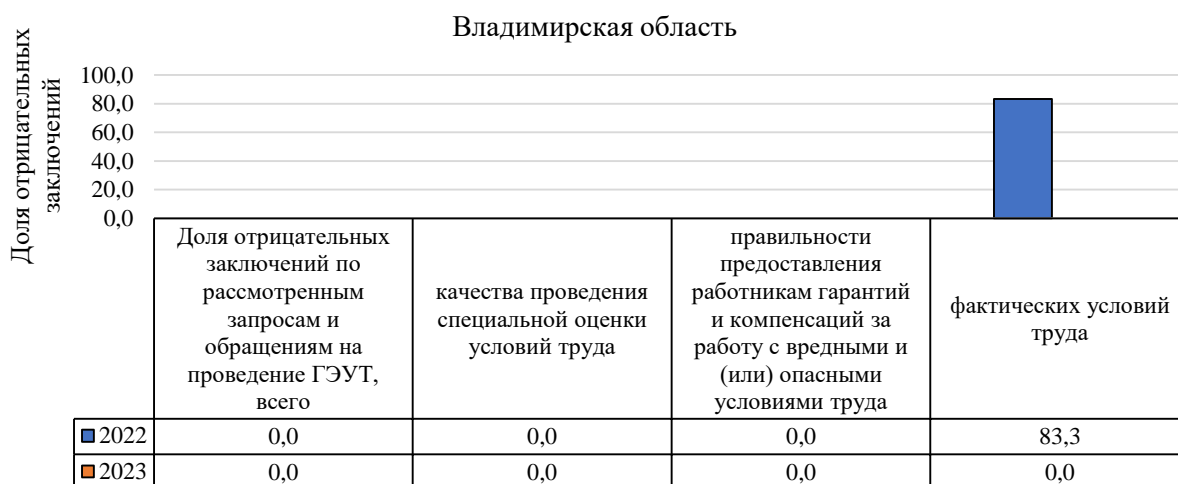 Владимирская область
Доля отрицательных
заключений
100,0
80,0
60,0
40,0
20,0
0,0
Доля отрицательных
заключений по
рассмотренным
запросам и
обращениям на
проведение ГЭУТ,
всего
качества проведения
специальной оценки
условий труда
правильности
предоставления
работникам гарантий
и компенсаций за
работу с вредными и
(или) опасными
условиями труда
фактических условий
труда
2022 0,0 0,0 0,0 83,3
2023 0,0 0,0 0,0 0,0